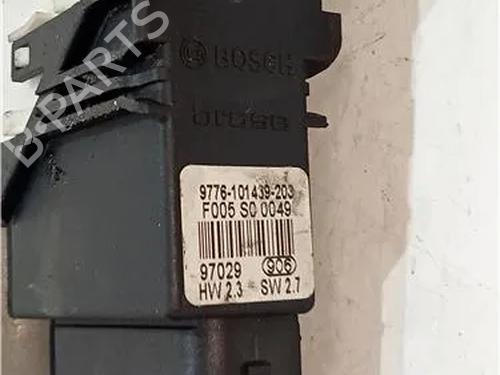 BOSCH
brose
9776-101439-203
F005 S0 0049
97029 906
HW 2.3 SW 2.7
B-PARTS